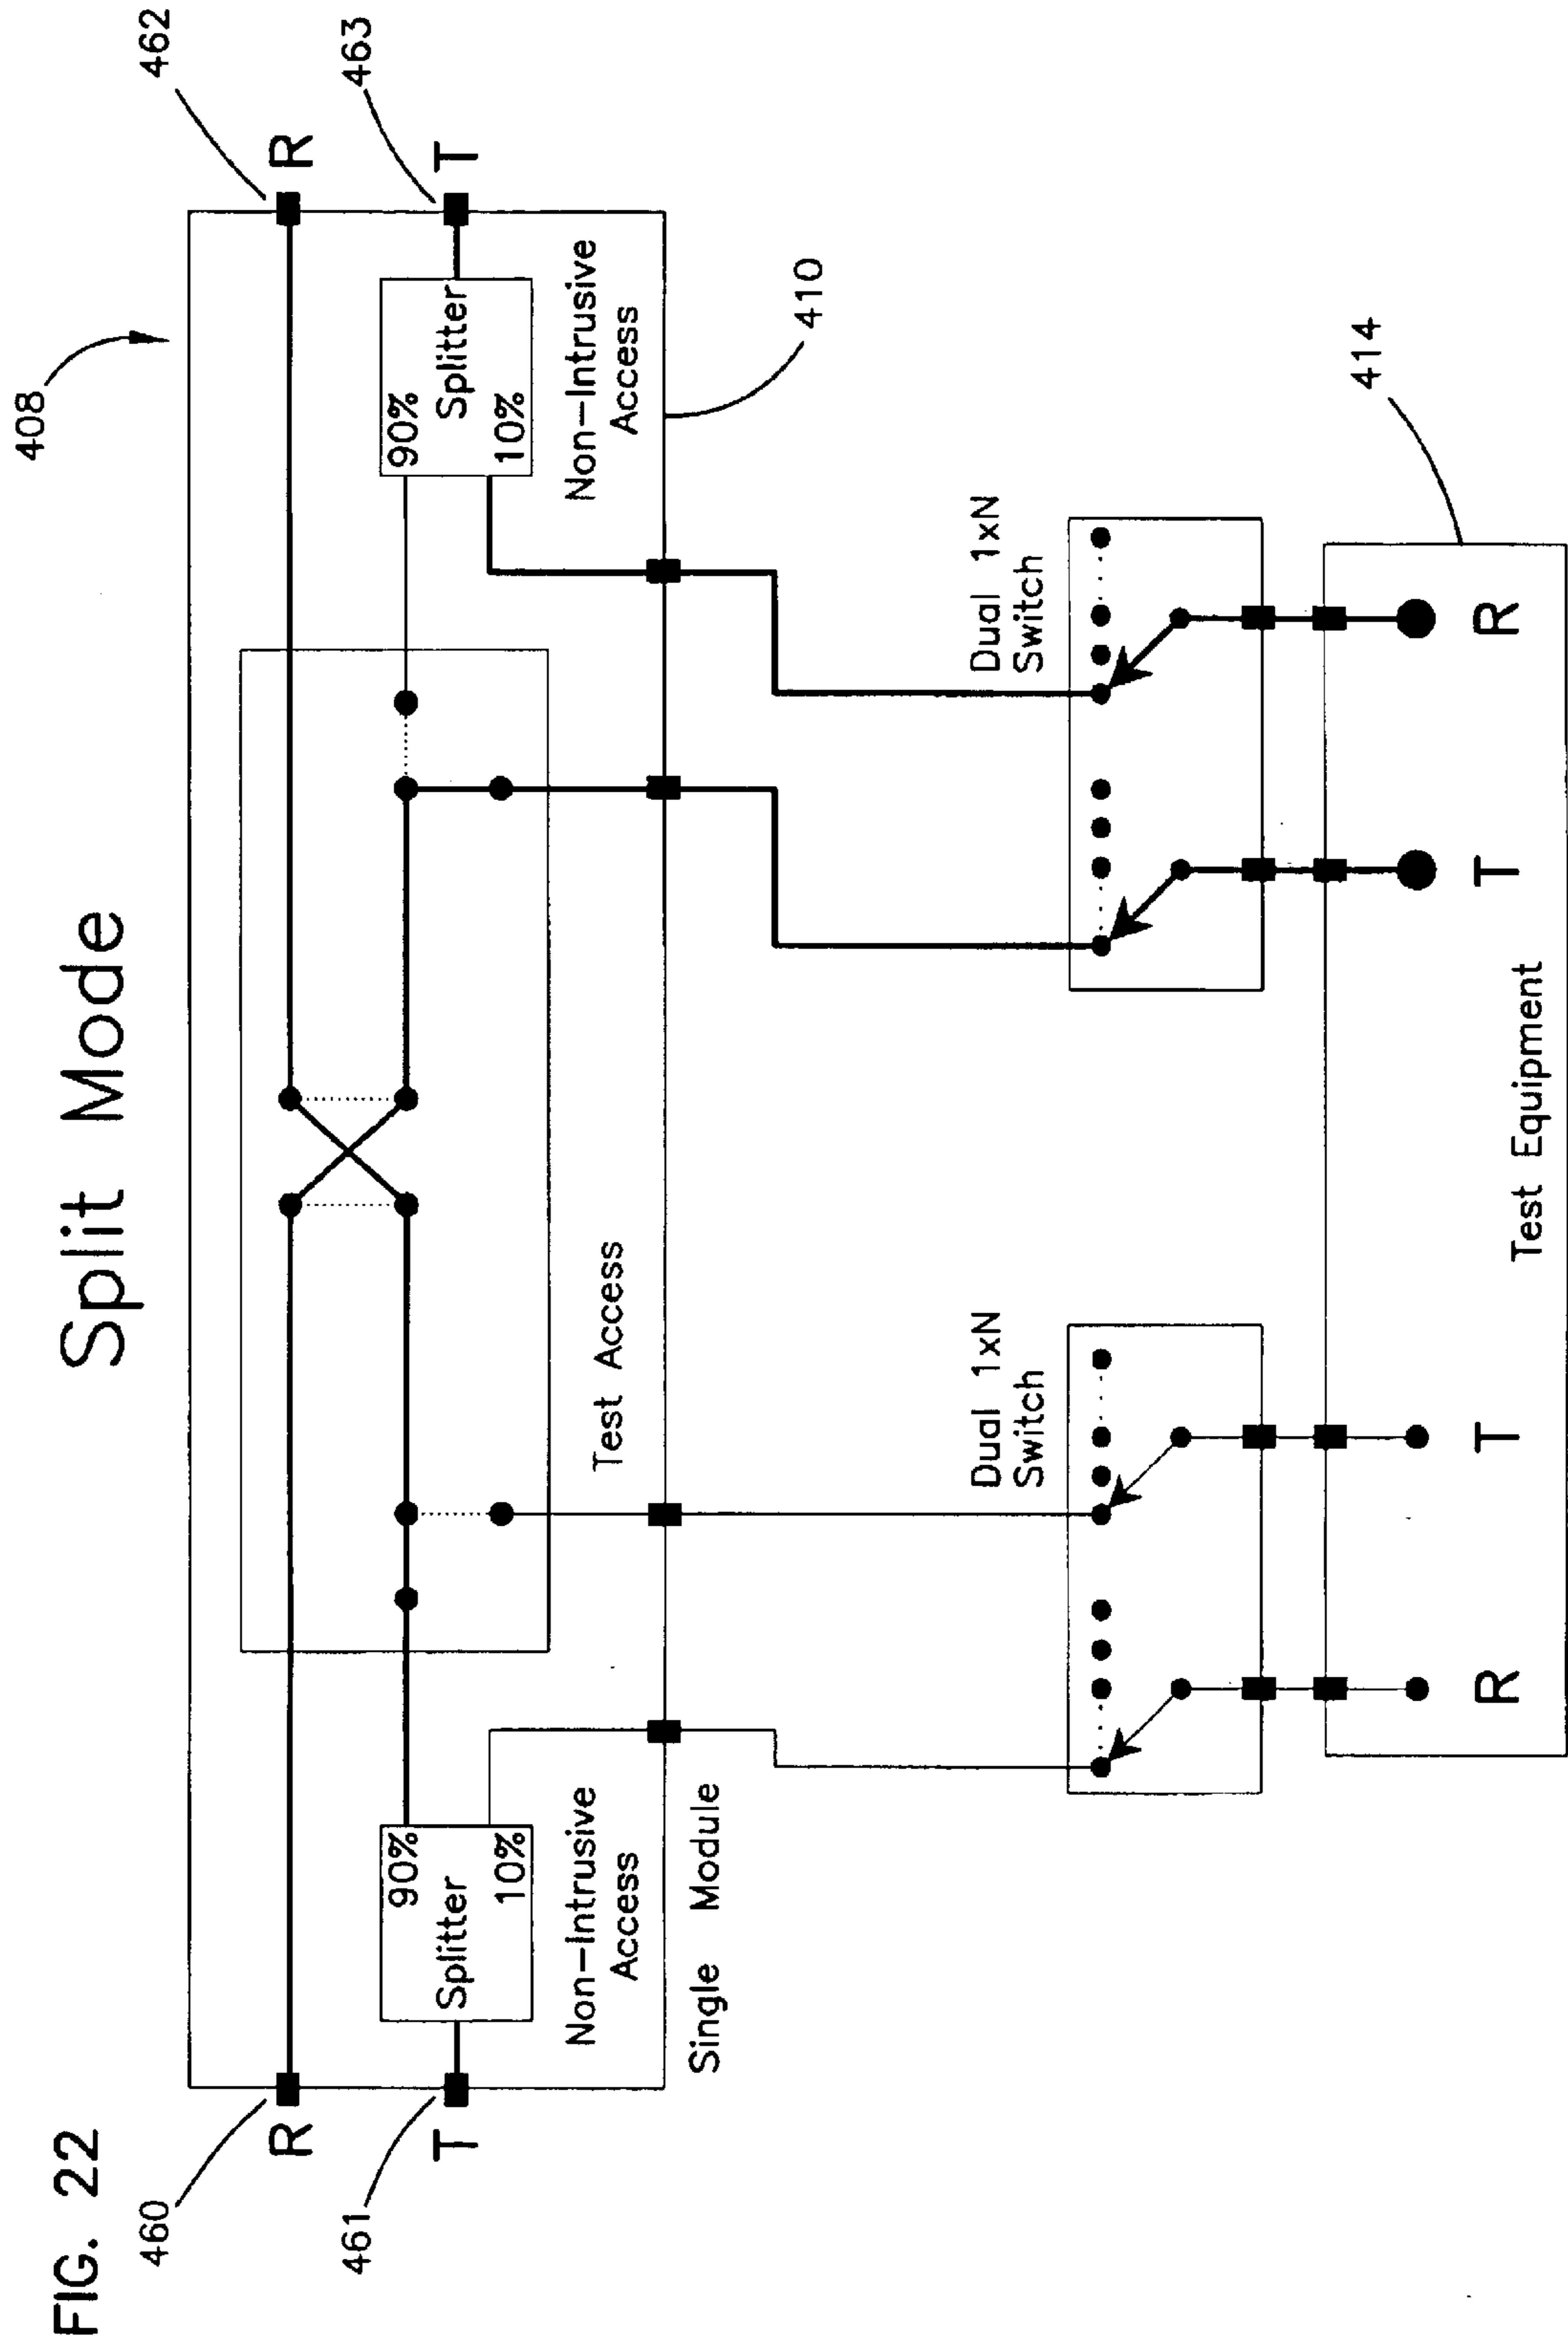 FIG. 22
Split Mode
408
460
R
462
R
461
T
463
T
90%
Splitter
10%
90%
Splitter
10%
Non-Intrusive
Access
Test Access
Non-Intrusive
Access
Single Module
410
Dual 1xN
Switch
Dual 1xN
Switch
414
R
T
T
R
Test Equipment